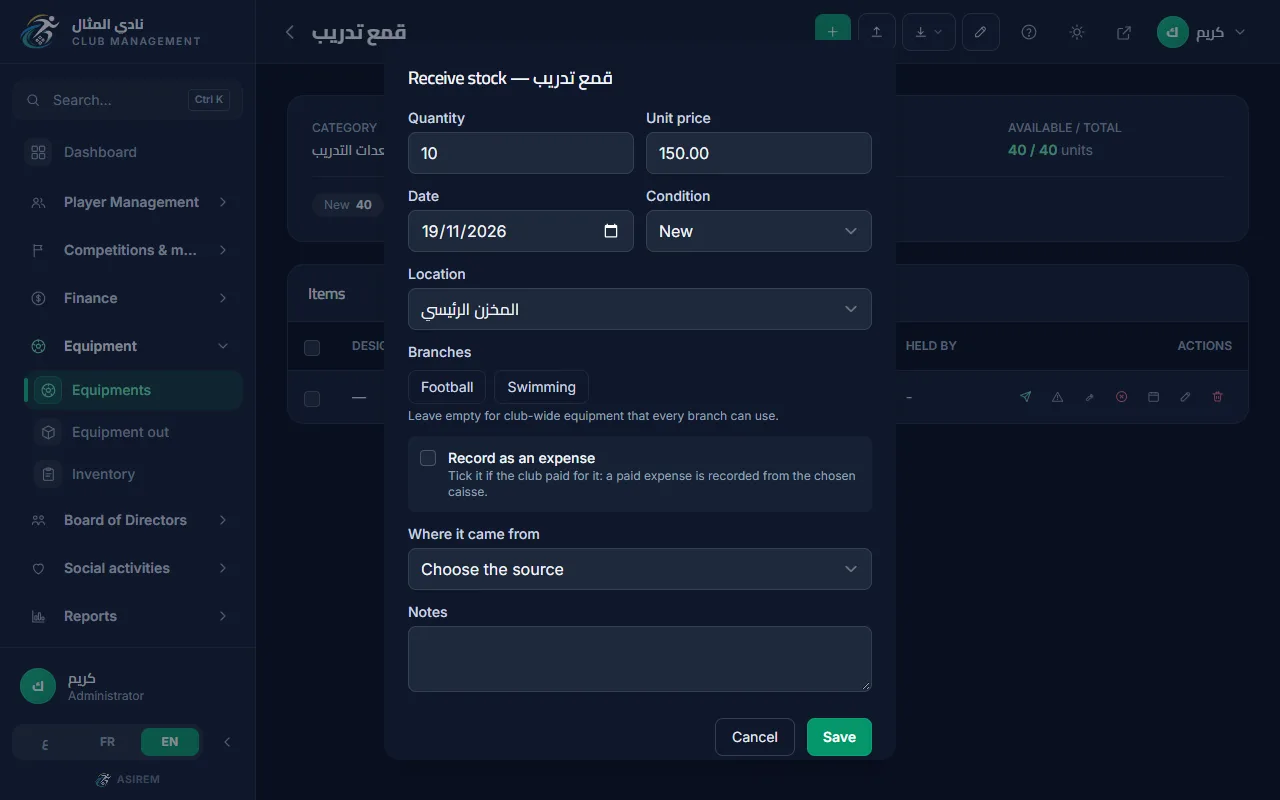 نادي المثال
CLUB MANAGEMENT
Search...
Ctrl K
Dashboard
Player Management
Competitions & m...
Finance
Equipment
Equipments
Equipment out
Inventory
Board of Directors
Social activities
Reports
ك
كريم
Administrator
ع
FR
EN
ASIREM
قمع تدريب
ك
كريم
CATEGORY
عدات التدريب
New 40
AVAILABLE / TOTAL
40 / 40 units
Items
HELD BY
ACTIONS
—
-
Receive stock — قمع تدريب
Quantity
Unit price
10
150.00
Date
Condition
19/11/2026
New
Location
المخزن الرئيسي
Branches
Football
Swimming
Leave empty for club-wide equipment that every branch can use.
Record as an expense
Tick it if the club paid for it: a paid expense is recorded from the chosen
caisse.
Where it came from
Choose the source
Notes
Cancel
Save